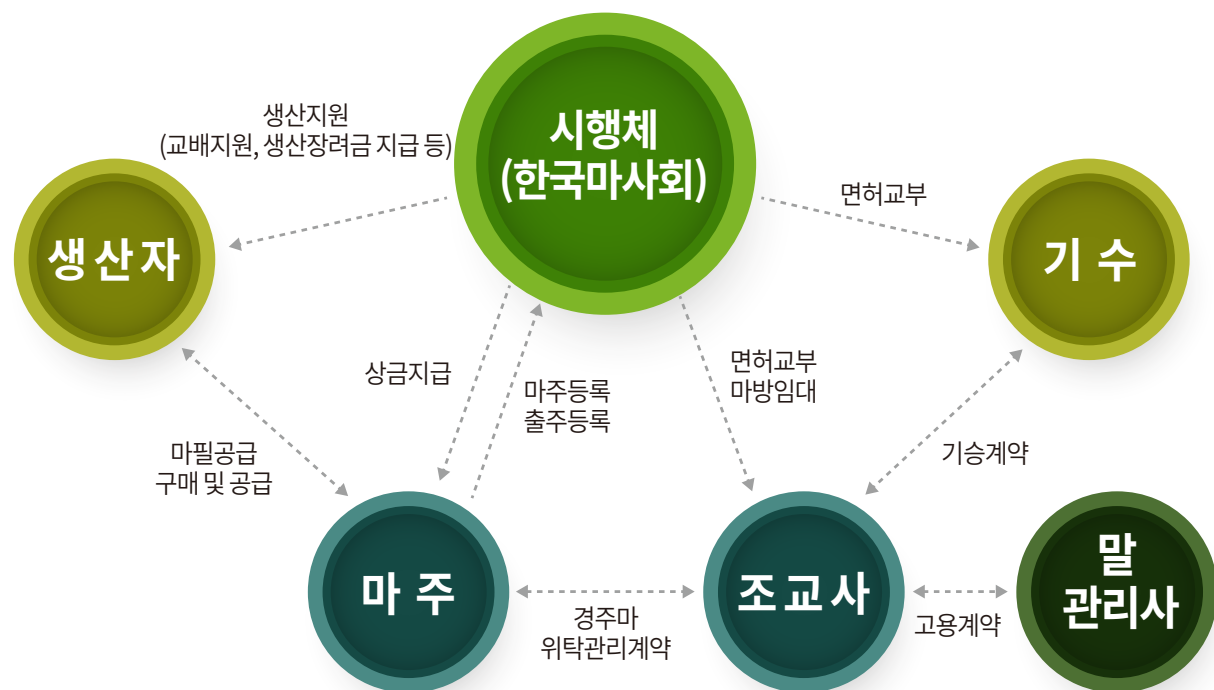 시행체
(한국마사회)
생산지원
(교배지원, 생산장려금 지급 등)
면허교부
생산자
기 수
상금지급
마주등록
출주등록
면허교부
마방임대
마필공급
구매 및 공급
기승계약
마 주
조교사
말
관리사
경주마
위탁관리계약
고용계약